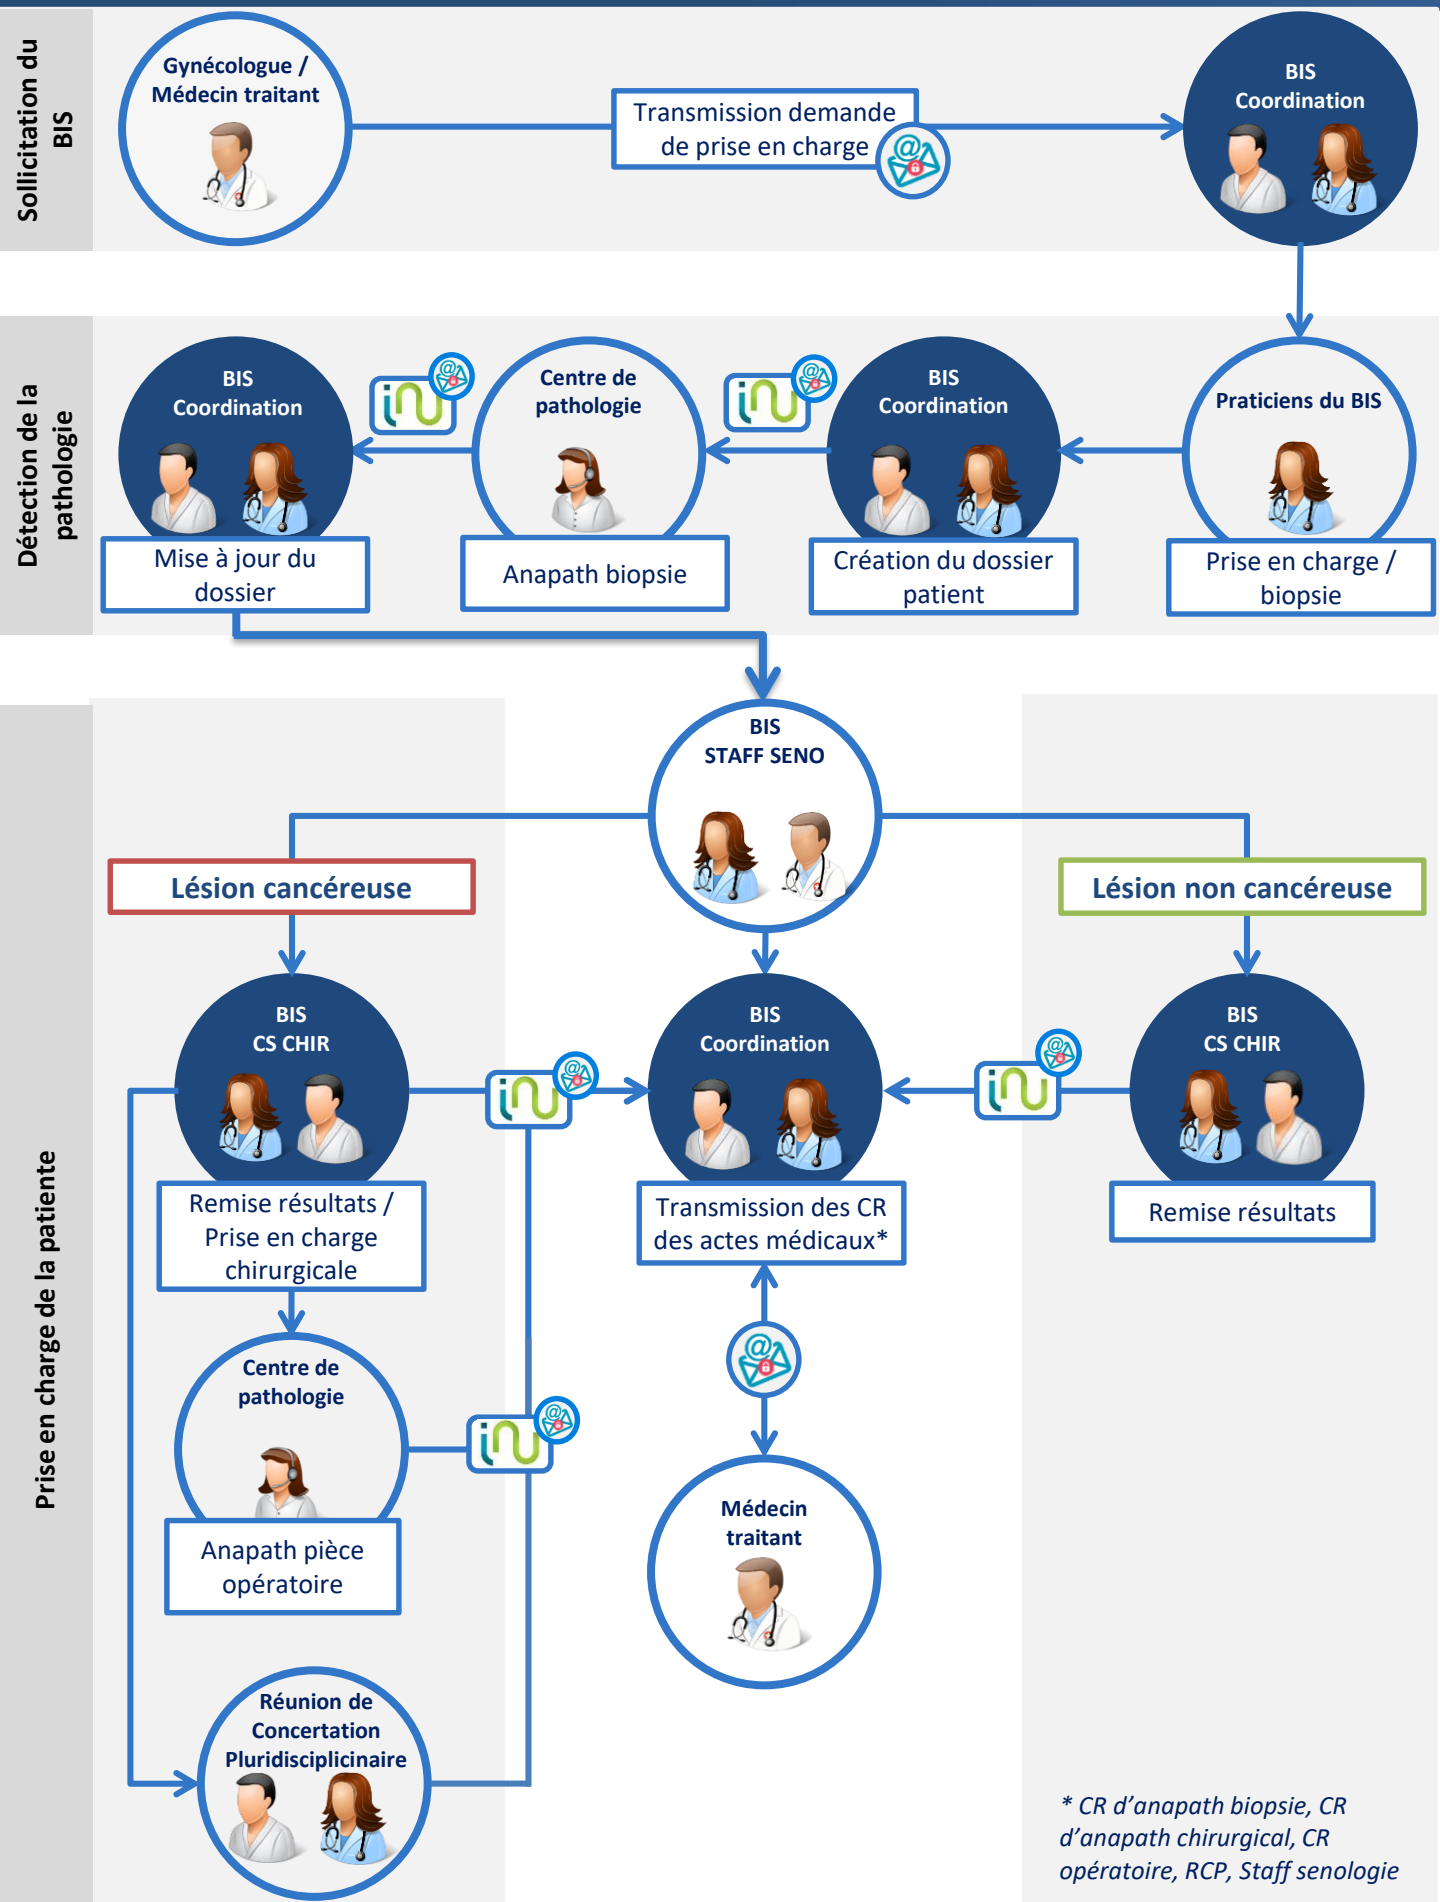 Sollicitation du
BIS
Gynécologue /
Médecin traitant
Transmission demande
de prise en charge
@
BIS
Coordination
Détection de la
pathologie
BIS
Coordination
Mise à jour du
dossier
@
Centre de
pathologie
Anapath biopsie
@
BIS
Coordination
Création du dossier
patient
Praticiens du BIS
Prise en charge /
biopsie
Prise en charge de la patiente
BIS
STAFF SENO
Lésion cancéreuse
Lésion non cancéreuse
BIS
CS CHIR
Remise résultats /
Prise en charge
chirurgicale
@
BIS
Coordination
Transmission des CR
des actes médicaux*
@
BIS
CS CHIR
Remise résultats
Centre de
pathologie
Anapath pièce
opératoire
@
@
Médecin
traitant
Réunion de
Concertation
Pluridisciplicinaire
* CR d’anapath biopsie, CR
d’anapath chirurgical, CR
opératoire, RCP, Staff senologie